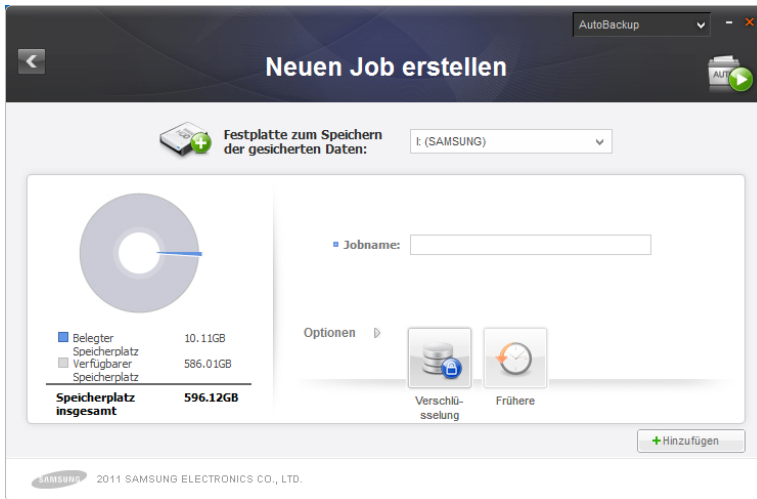 AutoBackup
Neuen Job erstellen
AUTO
Festplatte zum Speichern
der gesicherten Daten:
I: (SAMSUNG)
Jobname:
Belegter
Speicherplatz
10.11GB
Verfügbarer
Speicherplatz
586.01GB
Speicherplatz
insgesamt
596.12GB
Optionen
Verschlü-
sselung
Frühere
+Hinzufügen
SAMSUNG
2011 SAMSUNG ELECTRONICS CO., LTD.